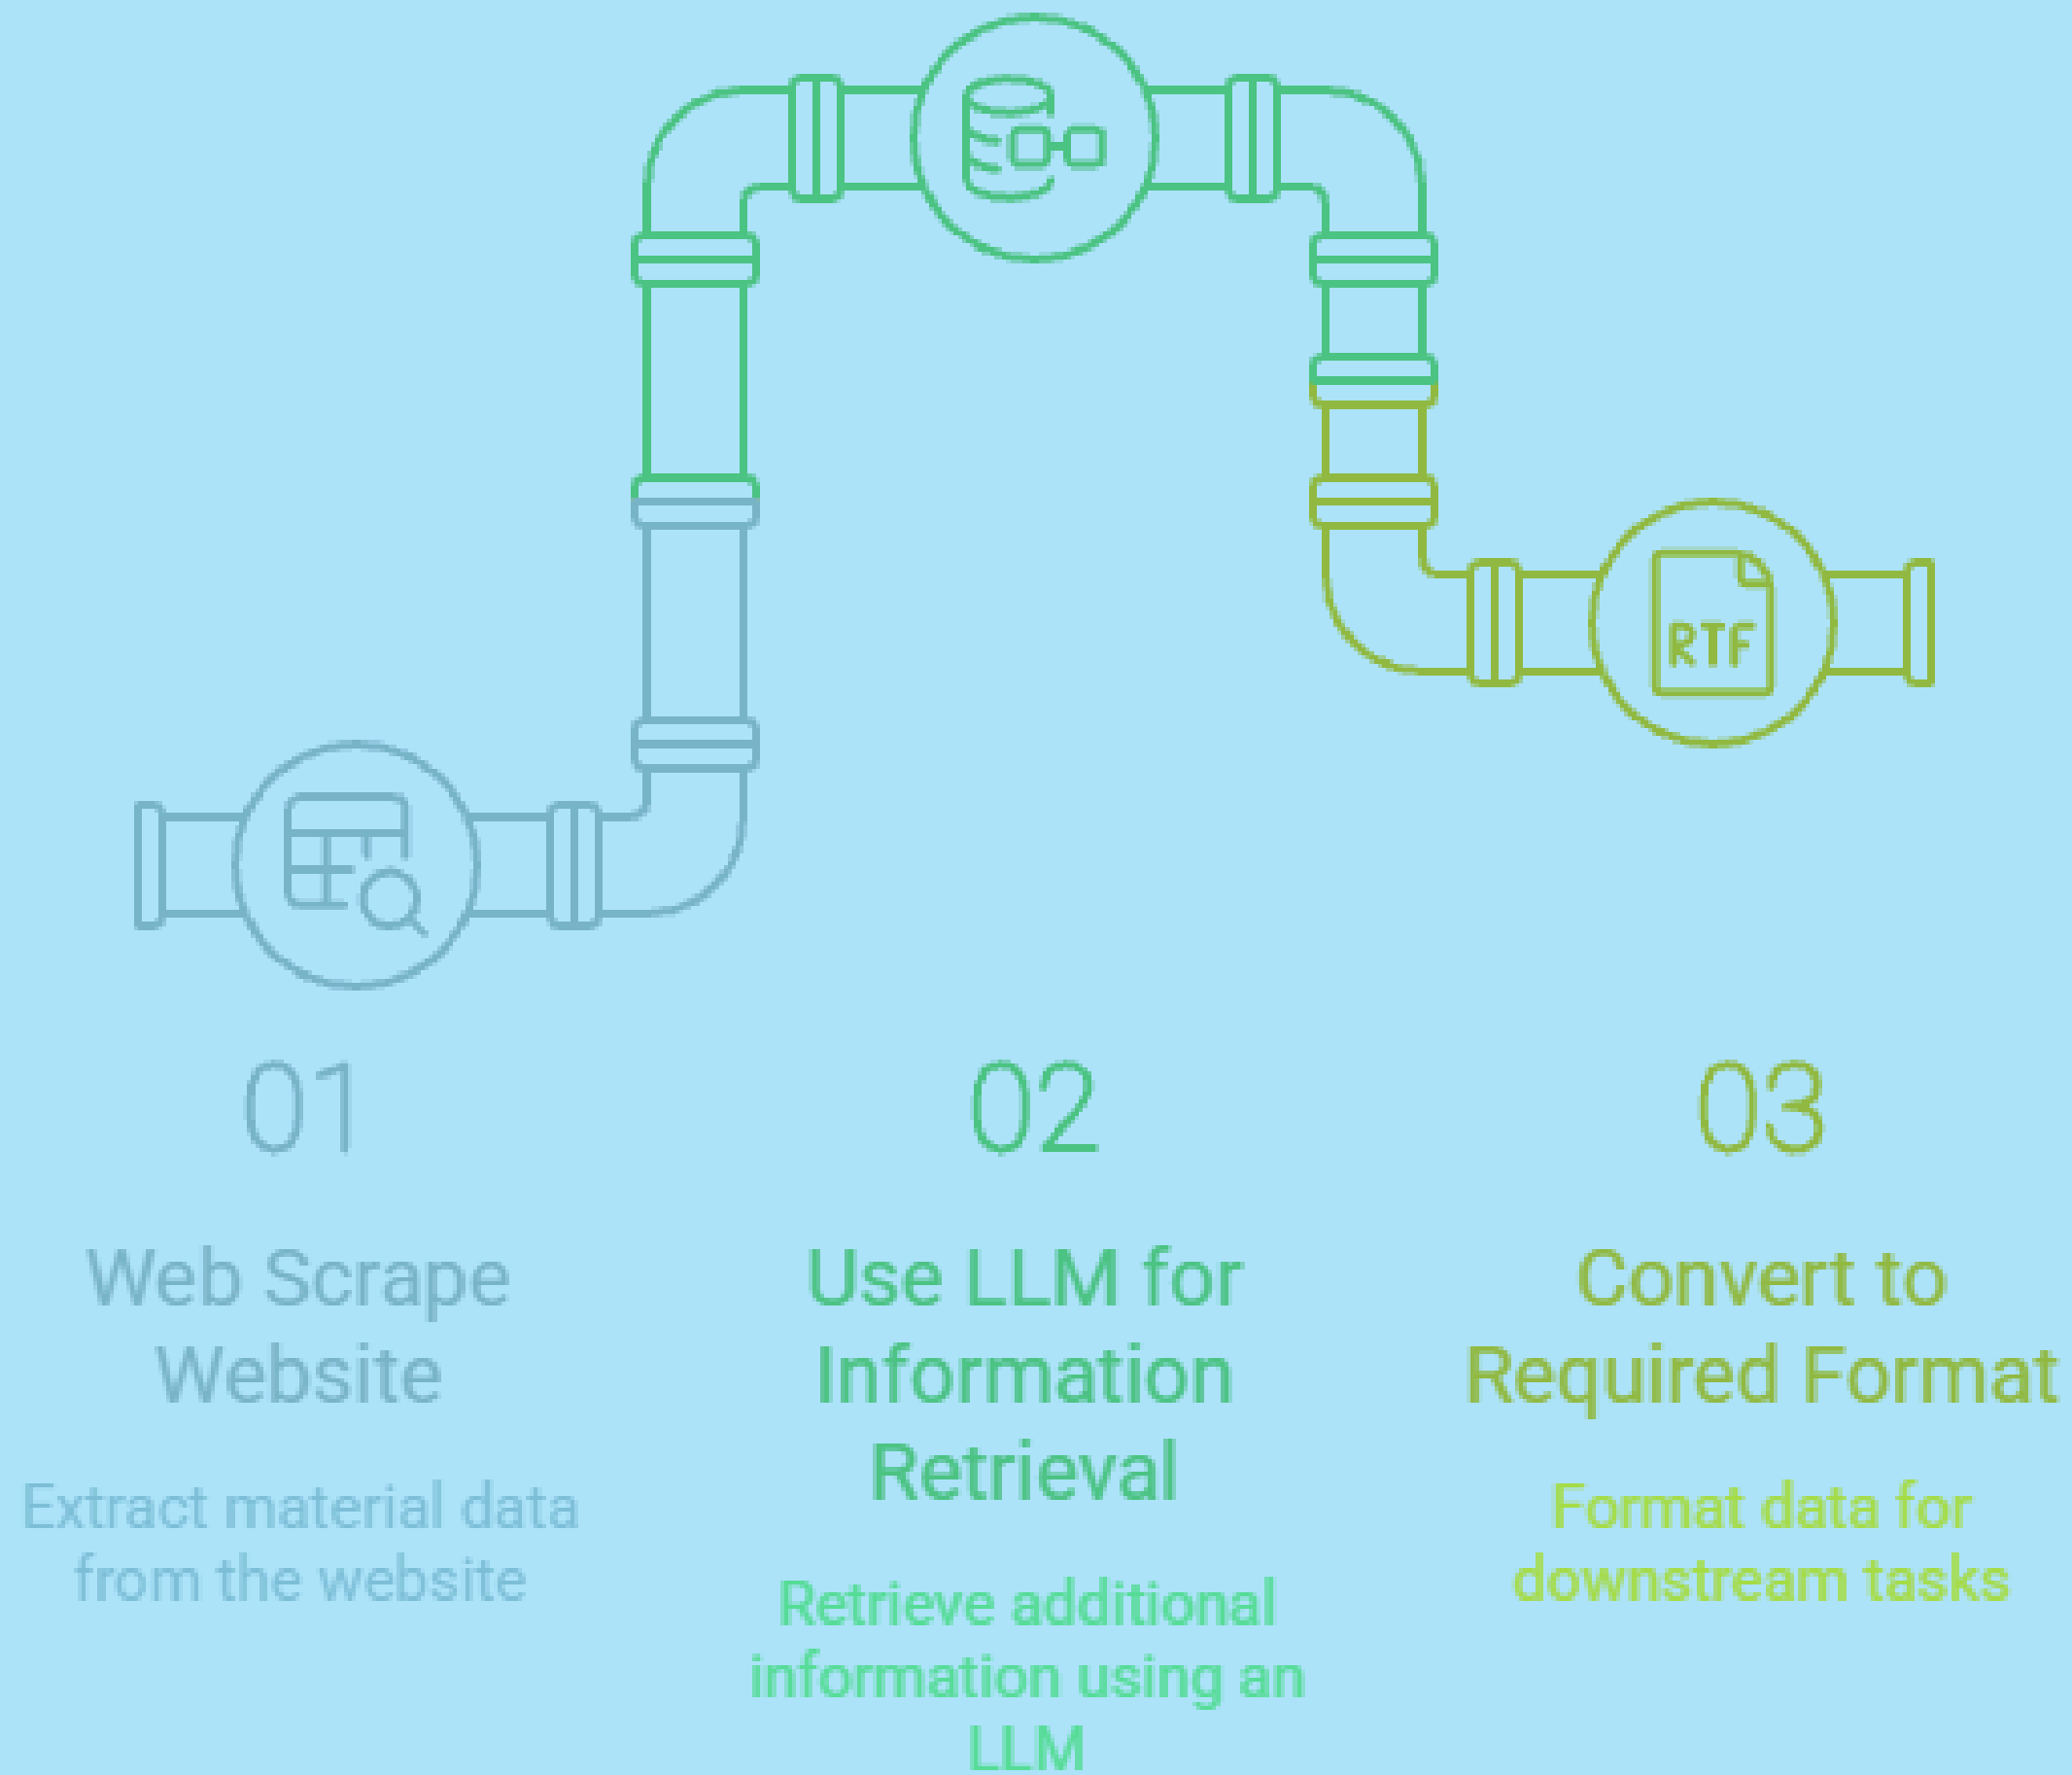 RTF
01
Web Scrape
Website
Extract material data
from the website
02
Use LLM for
Information
Retrieval
Retrieve additional
information using an
LLM
03
Convert to
Required Format
Format data for
downstream tasks